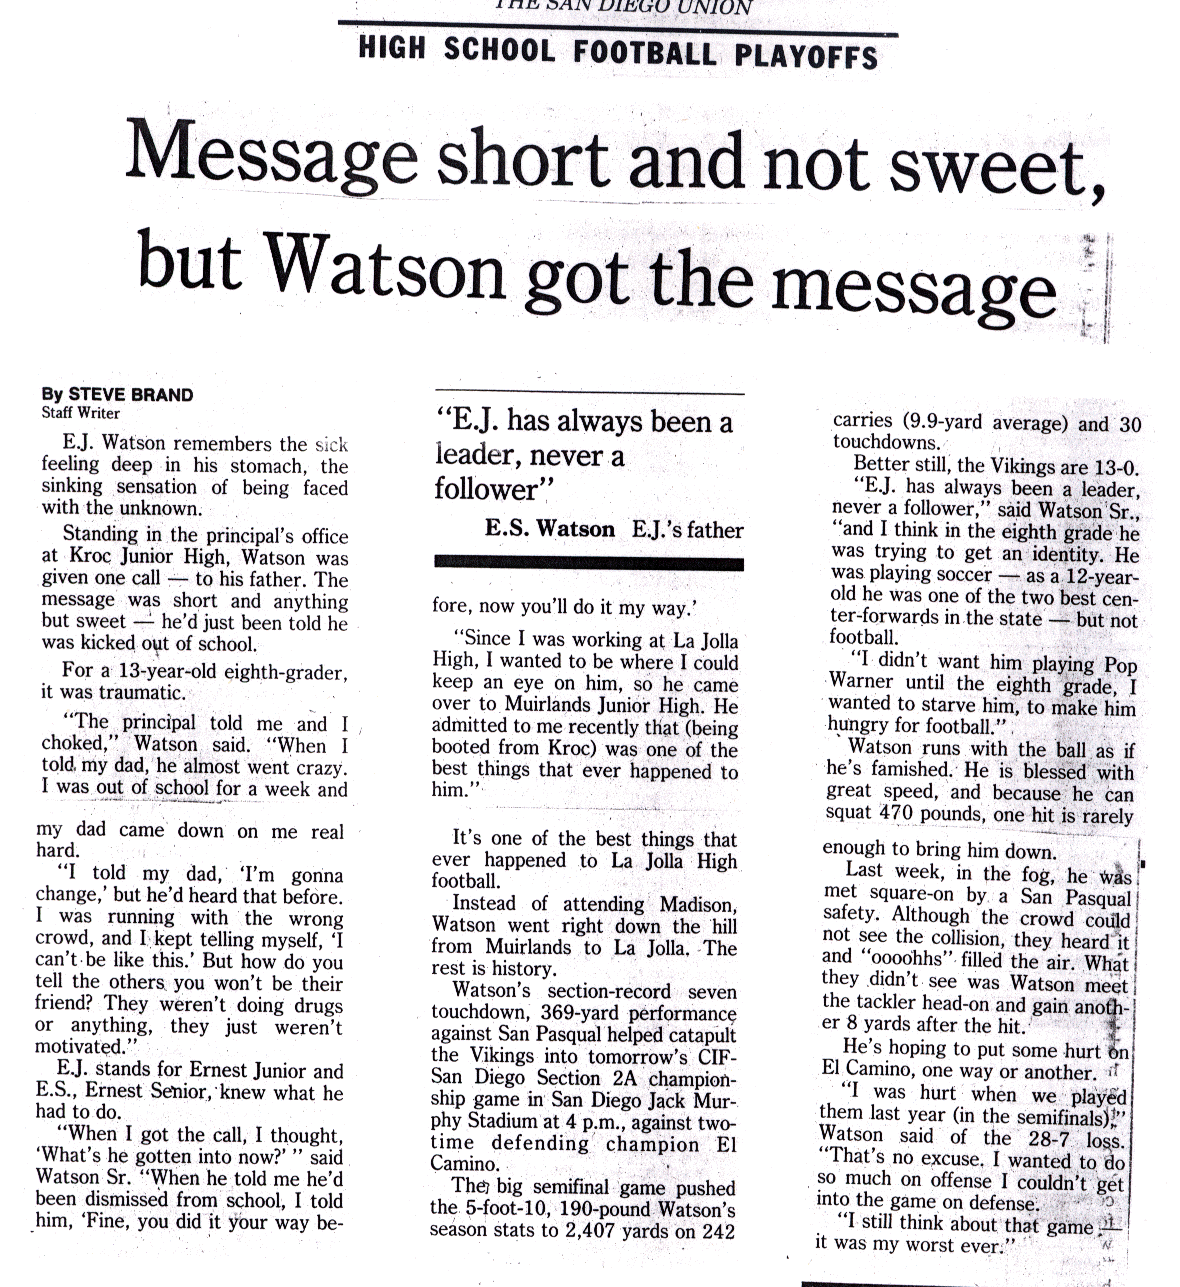 THE SAN DIEGO UNION
HIGH SCHOOL FOOTBALL PLAYOFFS
Message short and not sweet,
but Watson got the message
By STEVE BRAND
Staff Writer
E.J. Watson remembers the sick
feeling deep in his stomach, the
sinking sensation of being faced
with the unknown.
Standing in the principal's office
at Kroc Junior High, Watson was
given one call — to his father. The
message was short and anything
but sweet — he'd just been told he
was kicked out of school.
For a 13-year-old eighth-grader,
it was traumatic.
"The principal told me and I
choked," Watson said. "When I
told my dad, he almost went crazy.
I was out of school for a week and
my dad came down on me real
hard.
"I told my dad, 'I'm gonna
change,' but he'd heard that before.
I was running with the wrong
crowd, and I kept telling myself, 'I
can't be like this.' But how do you
tell the others you won't be their
friend? They weren't doing drugs
or anything, they just weren't
motivated."
E.J. stands for Ernest Junior and
E.S., Ernest Senior, knew what he
had to do.
"When I got the call, I thought,
'What's he gotten into now?' " said
Watson Sr. "When he told me he'd
been dismissed from school, I told
him, 'Fine, you did it your way be-
"E.J. has always been a
leader, never a
follower"
E.S. Watson E.J.'s father
fore, now you'll do it my way.'
"Since I was working at La Jolla
High, I wanted to be where I could
keep an eye on him, so he came
over to Muirlands Junior High. He
admitted to me recently that (being
booted from Kroc) was one of the
best things that ever happened to
him."
It's one of the best things that
ever happened to La Jolla High
football.
Instead of attending Madison,
Watson went right down the hill
from Muirlands to La Jolla. The
rest is history.
Watson's section-record seven
touchdown, 369-yard performance
against San Pasqual helped catapult
the Vikings into tomorrow's CIF-
San Diego Section 2A champion-
ship game in San Diego Jack Mur-
phy Stadium at 4 p.m., against two-
time defending champion El
Camino.
The big semifinal game pushed
the 5-foot-10, 190-pound Watson's
season stats to 2,407 yards on 242
carries (9.9-yard average) and 30
touchdowns.
Better still, the Vikings are 13-0.
"E.J. has always been a leader,
never a follower," said Watson Sr.,
"and I think in the eighth grade he
was trying to get an identity. He
was playing soccer — as a 12-year-
old he was one of the two best cen-
ter-forwards in the state — but not
football.
"I didn't want him playing Pop
Warner until the eighth grade, I
wanted to starve him, to make him
hungry for football."
Watson runs with the ball as if
he's famished. He is blessed with
great speed, and because he can
squat 470 pounds, one hit is rarely
enough to bring him down.
Last week, in the fog, he was
met square-on by a San Pasqual
safety. Although the crowd could
not see the collision, they heard it
and "oooohhs" filled the air. What
they didn't see was Watson meet
the tackler head-on and gain anoth-
er 8 yards after the hit.
He's hoping to put some hurt on
El Camino, one way or another.
"I was hurt when we played
them last year (in the semifinals),"
Watson said of the 28-7 loss.
"That's no excuse. I wanted to do
so much on offense I couldn't get
into the game on defense.
"I still think about that game —
it was my worst ever."